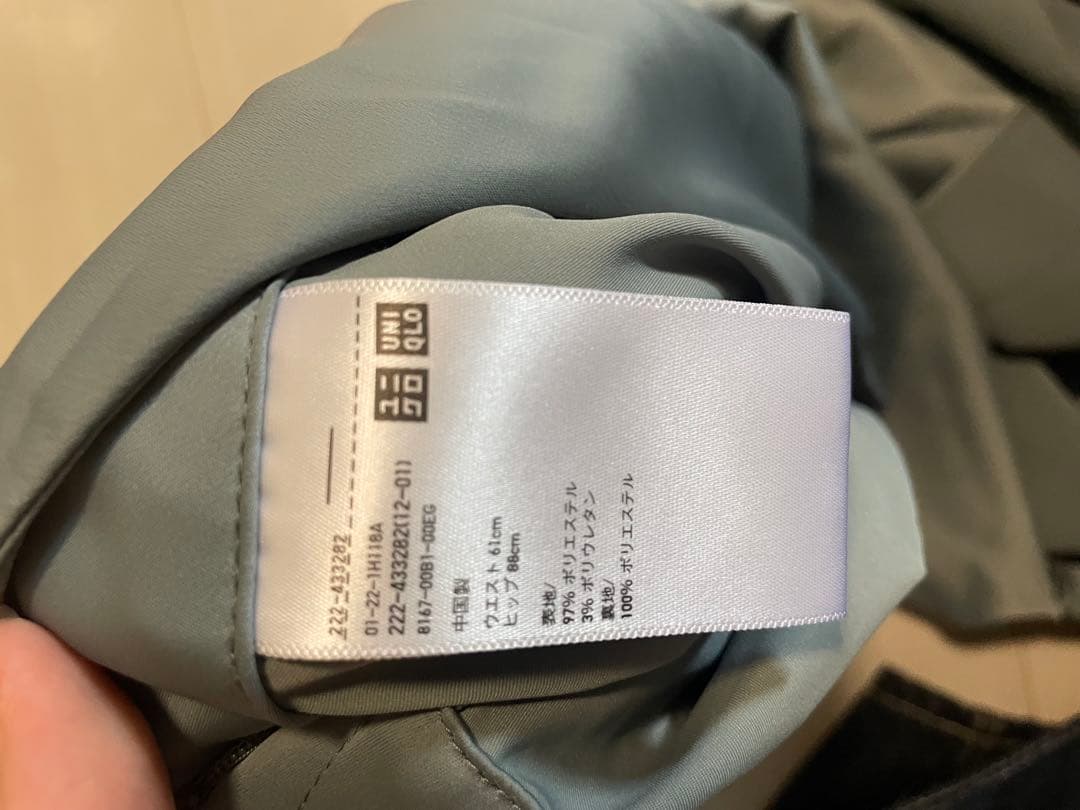 ユニクロ
UNIQLO
222-433282
01-22-1H118A
222-433282(12-01)
8167-00B1-00EG
中国製
ウエスト 61cm
ヒップ 88cm
表地/
97% ポリエステル
3% ポリウレタン
裏地/
100% ポリエステル